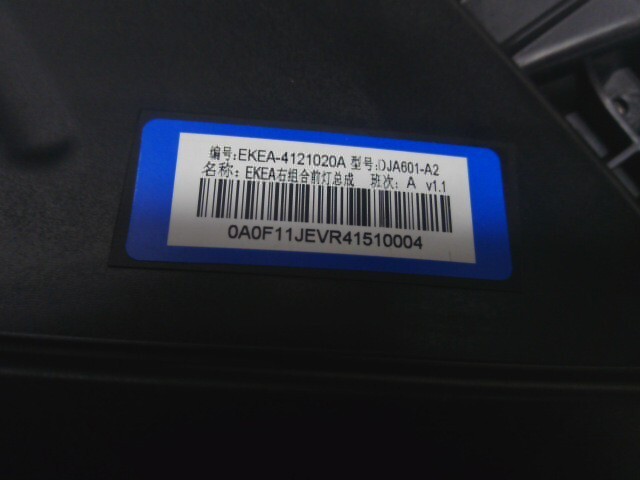 编号:EKEA-4121020A 型号:DJA601-A2
名称: EKEA右组合前灯总成 班次: A v1.1
0A0F11JEVR41510004